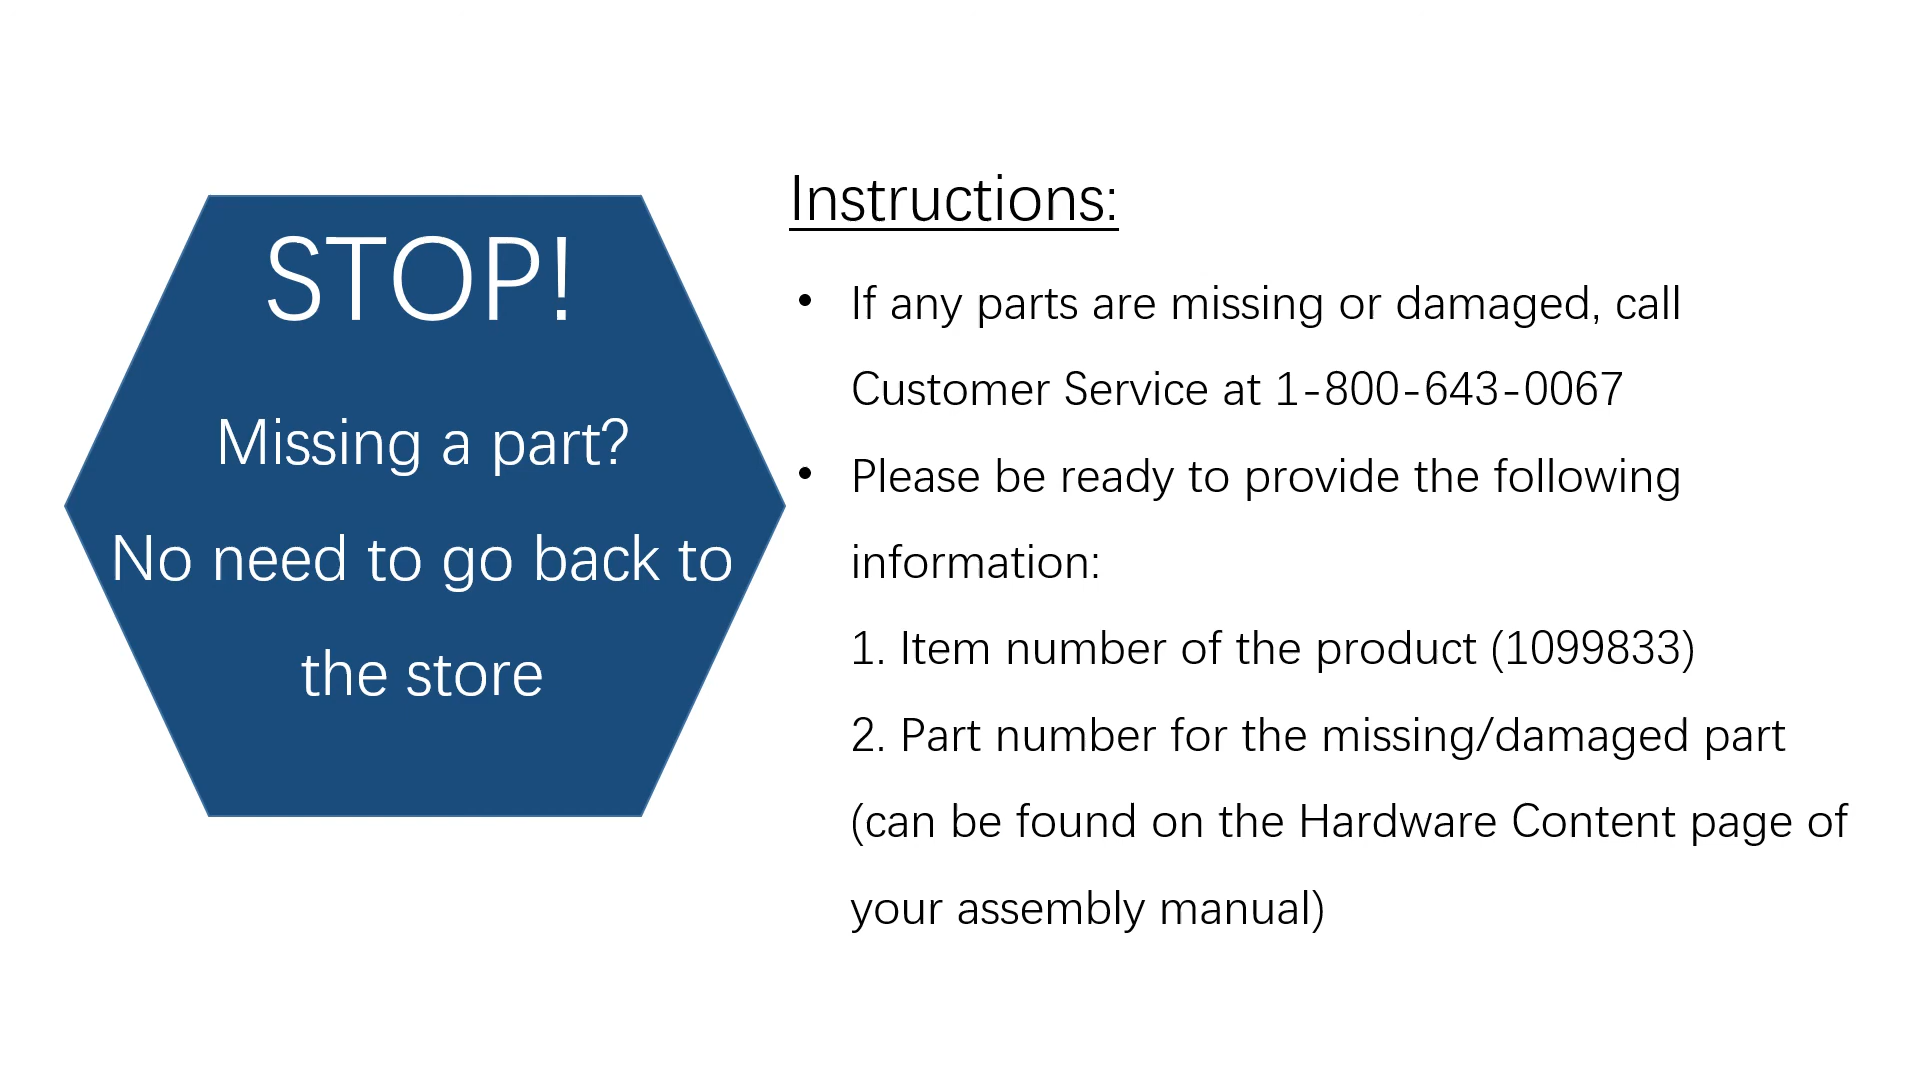 STOP!
Missing a part?
No need to go back to
the store
Instructions:
• If any parts are missing or damaged, call
Customer Service at 1-800-643-0067
• Please be ready to provide the following
information:
1. Item number of the product (1099833)
2. Part number for the missing/damaged part
(can be found on the Hardware Content page of
your assembly manual)